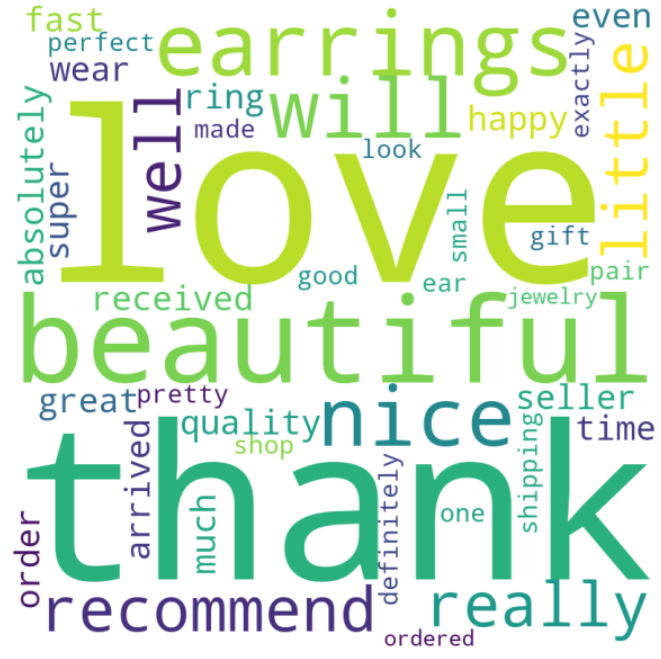 fast
perfect
wear
earrings
even
exactly
little
ring
will
made
happy
look
well
absolutely
super
love
small
gift
good
ear
pair
received
jewelry
beautiful
great
pretty
quality
nice
seller
time
shop
thank
arrived
much
definitely
one
shipping
order
recommend
really
ordered